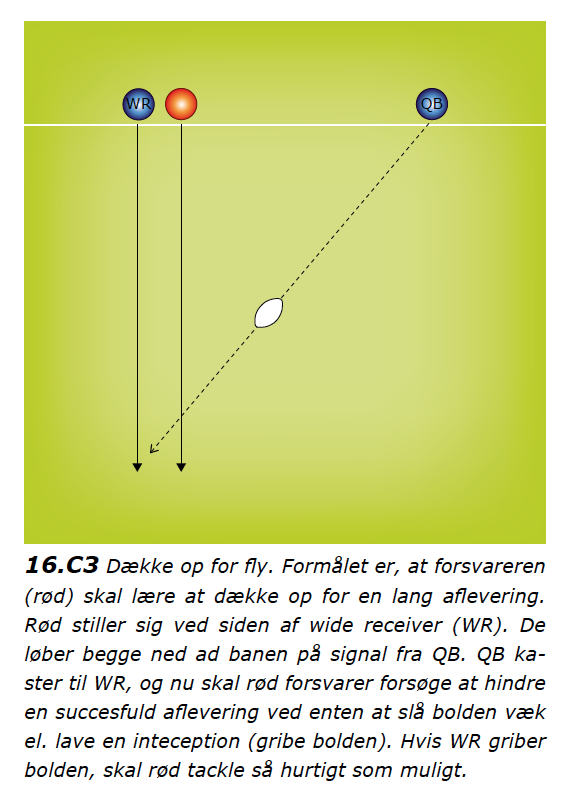 WR QB
16.C3 Dække op for fly. Formålet er, at forsvareren
(rød) skal lære at dække op for en lang aflevering.
Rød stiller sig ved siden af wide receiver (WR). De
løber begge ned ad banen på signal fra QB. QB ka-
ster til WR, og nu skal rød forsvarer forsøge at hindre
en succesfuld aflevering ved enten at slå bolden væk
el. lave en inteception (gribe bolden). Hvis WR griber
bolden, skal rød tackle så hurtigt som muligt.